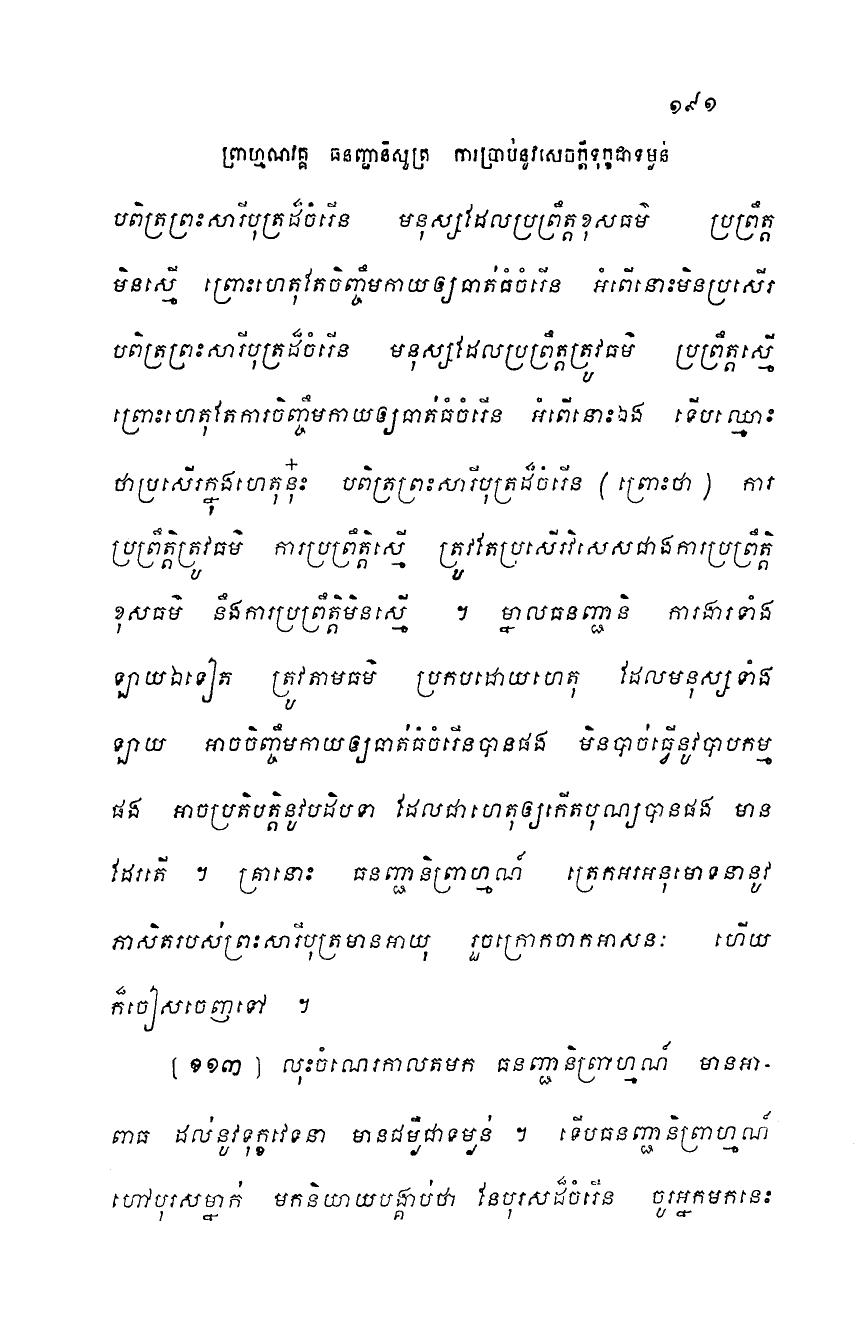 ១៩១
ព្រាហ្មណវគ្គ ធនញ្ជានិសូត្រ ការប្រាប់នូវសេចក្តីទុក្ខជាទម្ងន់
បពិត្រព្រះសារីបុត្រដ៏ចំរើន មនុស្សដែលប្រព្រឹត្តខុសធម៌ ប្រព្រឹត្ត
មិនស្មើ ព្រោះហេតុតែចិញ្ចឹមកាយឲ្យធាត់ធំចំរើន អំពើនោះមិនប្រសើរ
បពិត្រព្រះសារីបុត្រដ៏ចំរើន មនុស្សដែលប្រព្រឹត្តត្រូវធម៌ ប្រព្រឹត្តស្មើ
ព្រោះហេតុតែការចិញ្ចឹមកាយឲ្យធាត់ធំចំរើន អំពើនោះឯង ទើបឈ្មោះ
ថាប្រសើរក្នុងហេតុនុ៎ះ បពិត្រព្រះសារីបុត្រដ៏ចំរើន (ព្រោះថា) ការ
ប្រព្រឹត្តិត្រូវធម៌ ការប្រព្រឹត្តិស្មើ ត្រូវតែប្រសើរវិសេសជាងការប្រព្រឹត្តិ
ខុសធម៌ នឹងការប្រព្រឹត្តិមិនស្មើ ។ ម្នាលធនញ្ជានិ ការងារទាំង
ឡាយឯទៀត ត្រូវតាមធម៌ ប្រកបដោយហេតុ ដែលមនុស្សទាំង
ឡាយ អាចចិញ្ចឹមកាយឲ្យធាត់ធំចំរើនបានផង មិនបាច់ធ្វើនូវបាបកម្ម
ផង អាចប្រតិបត្តិនូវបដិបទា ដែលជាហេតុឲ្យកើតបុណ្យបានផង មាន
ដែរតើ ។ គ្រានោះ ធនញ្ជានិព្រាហ្មណ៍ ត្រេកអរអនុមោទនានូវ
ភាសិតរបស់ព្រះសារីបុត្រមានអាយុ រួចក្រោកចាកអាសនៈ ហើយ
ក៏ចៀសចេញទៅ ។
(១១៣) លុះចំណេរកាលតមក ធនញ្ជានិព្រាហ្មណ៍ មានអា-
ពាធ ដល់នូវទុក្ខវេទនា មានជម្ងឺជាទម្ងន់ ។ ទើបធនញ្ជានិព្រាហ្មណ៍
ហៅបុរសម្នាក់ មកនិយាយបង្គាប់ថា នែបុរសដ៏ចំរើន ចូរអ្នកមកនេះ